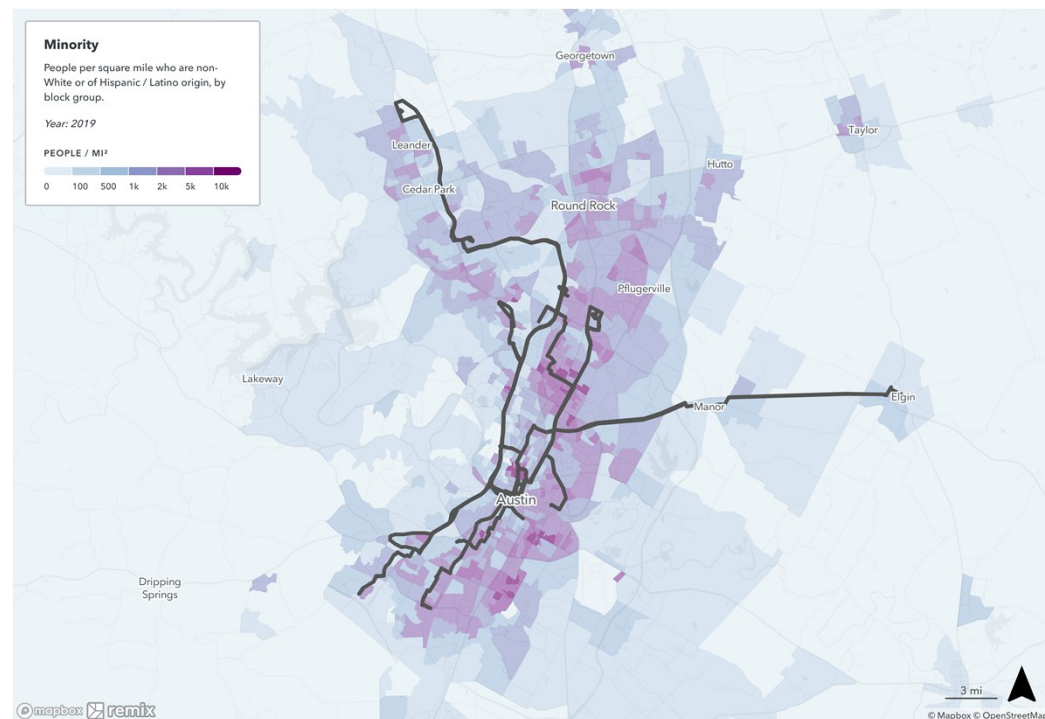 Minority
People per square mile who are non-
White or of Hispanic / Latino origin, by
block group.
Year: 2019
PEOPLE / MI²
0 100 500 1k 2k 5k 10k
Georgetown
Taylor
Leander
Hutto
Cedar Park
Round Rock
Pflugerville
Lakeway
Elgin
Manor
Austin
Dripping
Springs
3 mi
mapbox remix
© Mapbox © OpenStreetMap